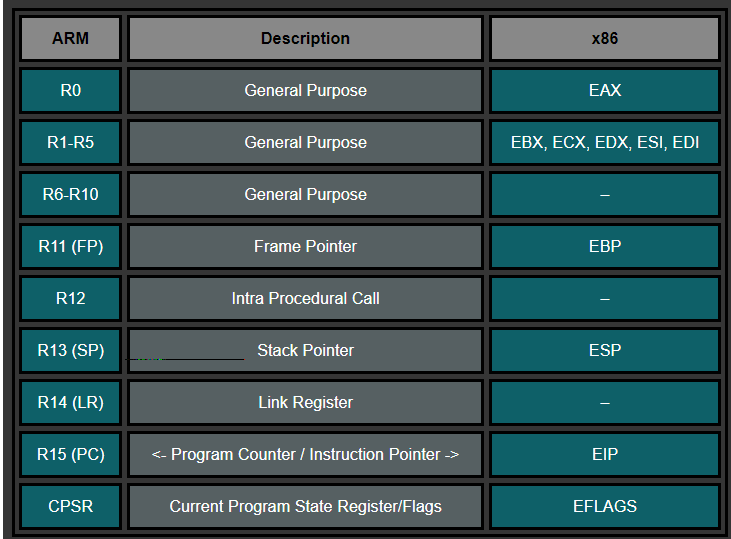 ARM Description x86
R0 General Purpose EAX
R1-R5 General Purpose EBX, ECX, EDX, ESI, EDI
R6-R10 General Purpose –
R11 (FP) Frame Pointer EBP
R12 Intra Procedural Call –
R13 (SP) Stack Pointer ESP
R14 (LR) Link Register –
R15 (PC) <- Program Counter / Instruction Pointer -> EIP
CPSR Current Program State Register/Flags EFLAGS